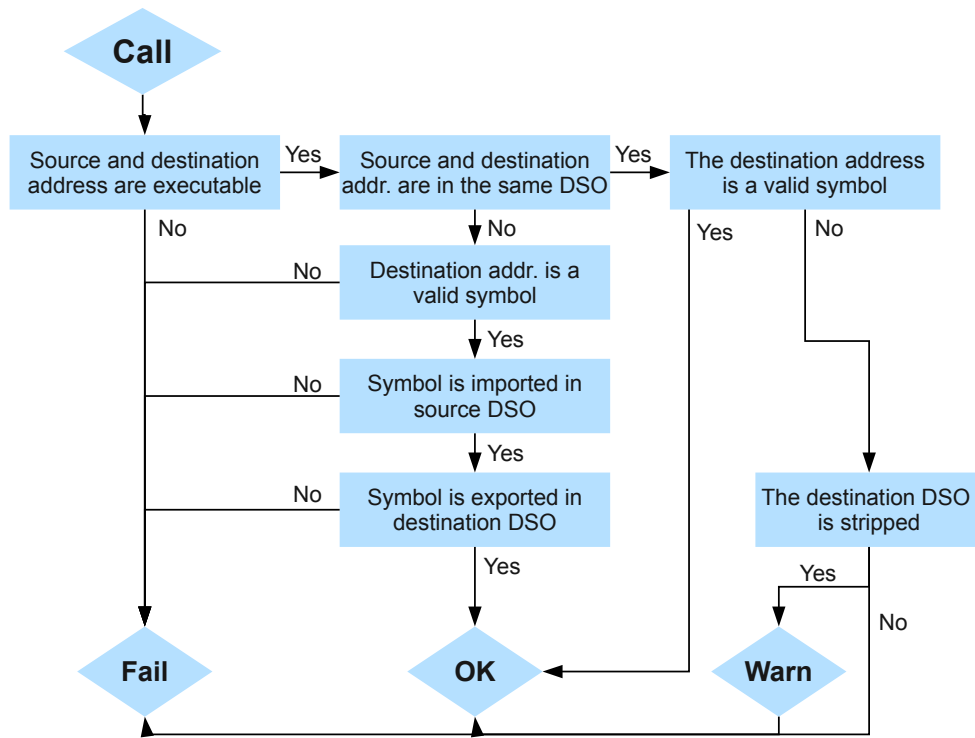 Call
Source and destination
address are executable
Yes
Source and destination
addr. are in the same DSO
Yes
The destination address
is a valid symbol
No
No
Yes
No
No
Destination addr. is a
valid symbol
Yes
No
Symbol is imported in
source DSO
Yes
No
Symbol is exported in
destination DSO
The destination DSO
is stripped
Yes
Yes
No
Fail
OK
Warn